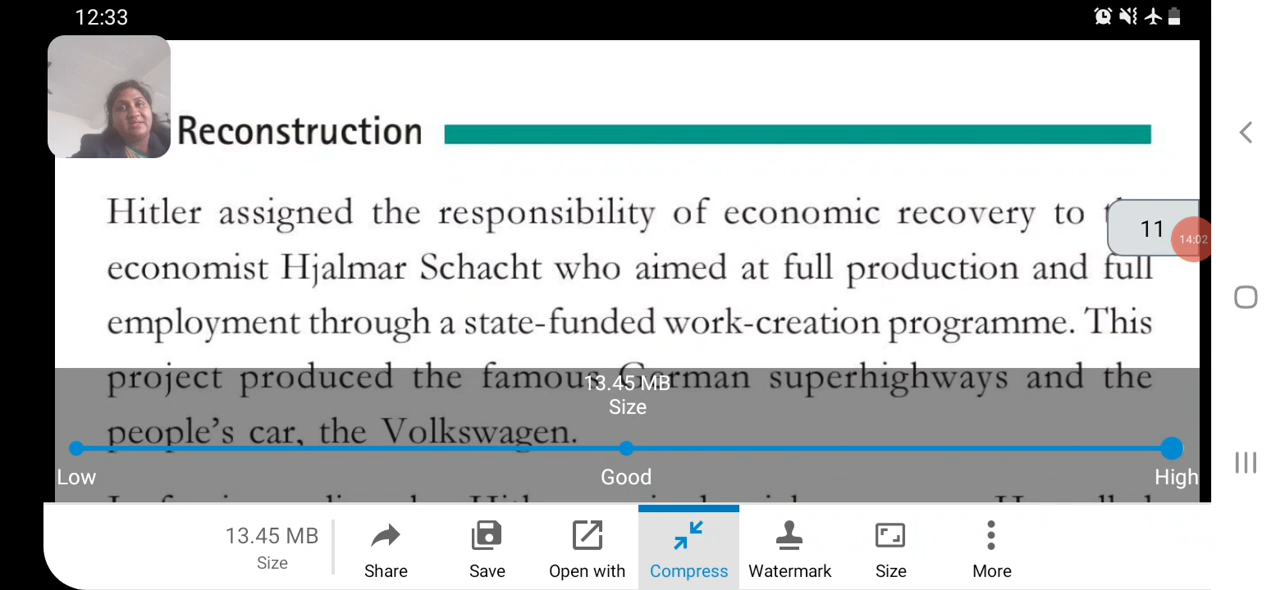 12:33
Reconstruction
Hitler assigned the responsibility of economic recovery to
11
14:02
economist Hjalmar Schacht who aimed at full production and full
employment through a state-funded work-creation programme. This
project produced the famous German superhighways and the
13.45 MB
Size
people's car, the Volkswagen.
Low
Good
High
13.45 MB
Size
Share
Save
Open with
Compress
Watermark
Size
More